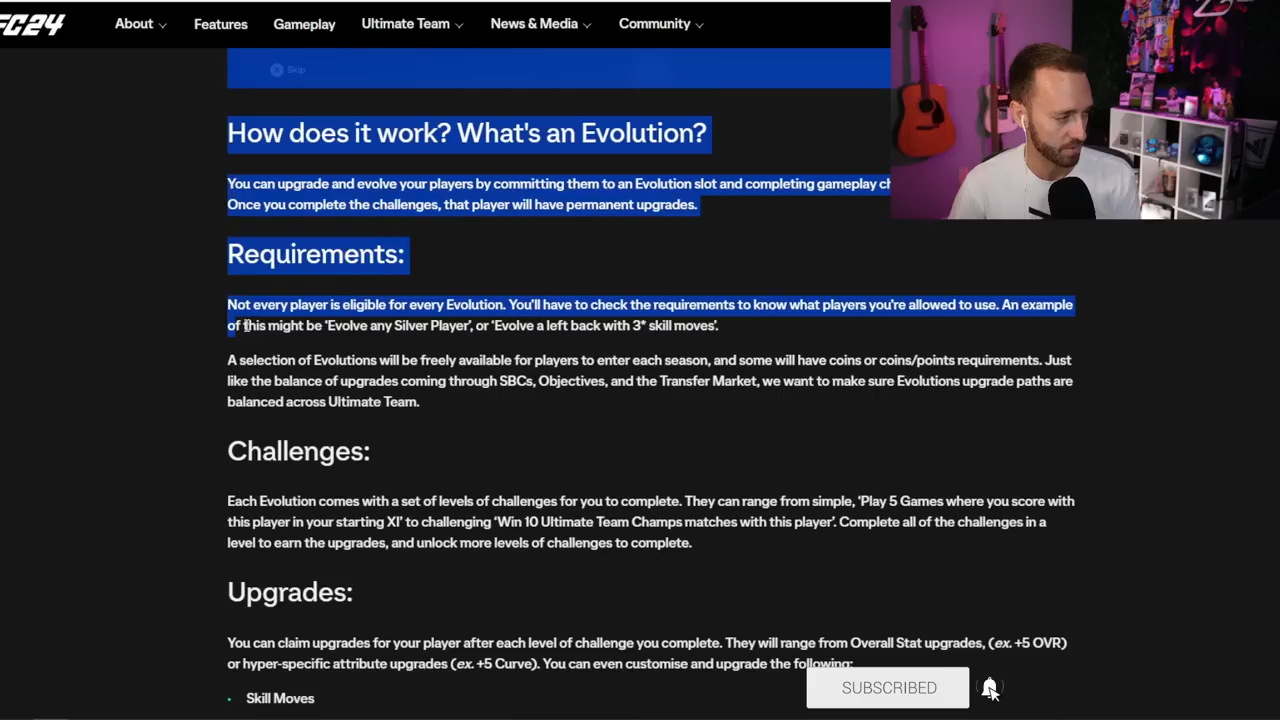 FC24 About Features Gameplay Ultimate Team News & Media Community
Skip
How does it work? What's an Evolution?
You can upgrade and evolve your players by committing them to an Evolution slot and completing gameplay
Once you complete the challenges, that player will have permanent upgrades.
Requirements:
Not every player is eligible for every Evolution. You'll have to check the requirements to know what players you're allowed to use. An example
of this might be 'Evolve any Silver Player', or 'Evolve a left back with 3* skill moves'.
A selection of Evolutions will be freely available for players to enter each season, and some will have coins or coins/points requirements. Just
like the balance of upgrades coming through SBCs, Objectives, and the Transfer Market, we want to make sure Evolutions upgrade paths are
balanced across Ultimate Team.
Challenges:
Each Evolution comes with a set of levels of challenges for you to complete. They can range from simple, 'Play 5 Games where you score with
this player in your starting XI' to challenging 'Win 10 Ultimate Team Champs matches with this player'. Complete all of the challenges in a
level to earn the upgrades, and unlock more levels of challenges to complete.
Upgrades:
You can claim upgrades for your player after each level of challenge you complete. They will range from Overall Stat upgrades, (ex. +5 OVR)
or hyper-specific attribute upgrades (ex. +5 Curve). You can even customise and upgrade the following:
• Skill Moves
SUBSCRIBED